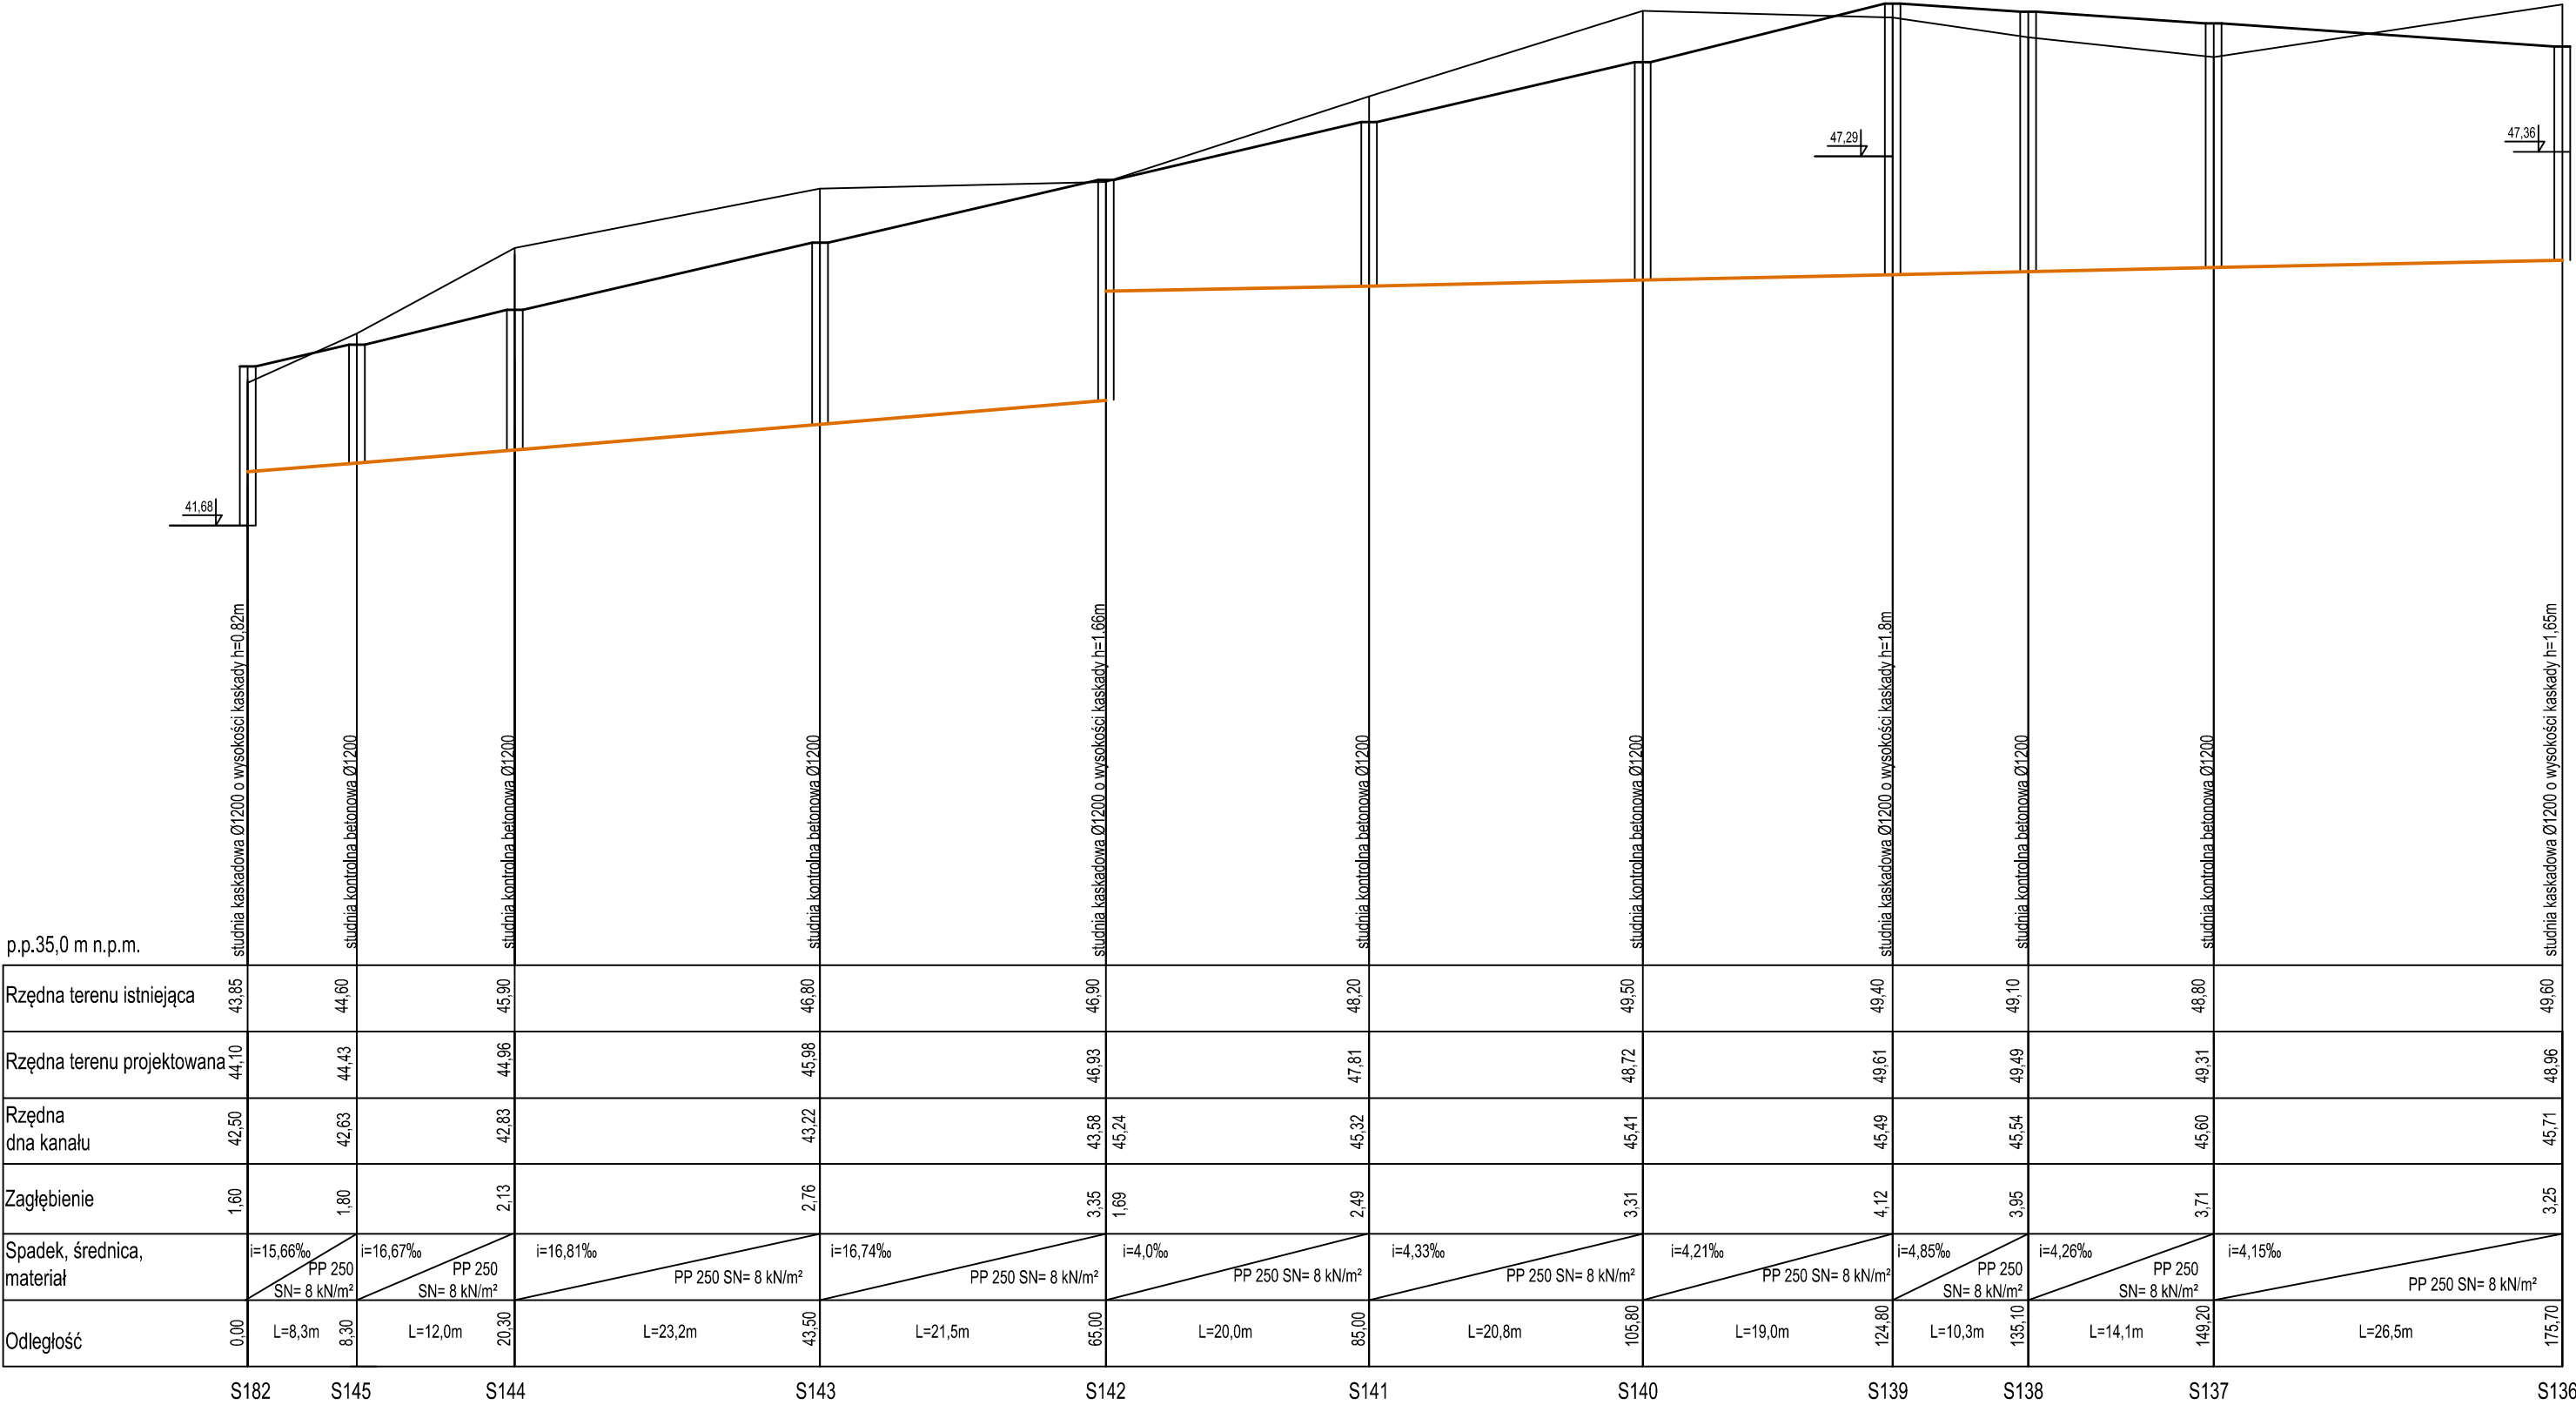 47,29
47,36
41,68
studnia kaskadowa Ø1200 o wysokości kaskady h=0,82m
studnia kontrolna betonowa Ø1200
studnia kontrolna betonowa Ø1200
studnia kontrolna betonowa Ø1200
studnia kaskadowa Ø1200 o wysokości kaskady h=1,66m
studnia kontrolna betonowa Ø1200
studnia kontrolna betonowa Ø1200
studnia kaskadowa Ø1200 o wysokości kaskady h=1,8m
studnia kontrolna betonowa Ø1200
studnia kontrolna betonowa Ø1200
studnia kaskadowa Ø1200 o wysokości kaskady h=1,65m
p.p.35,0 m n.p.m.
Rzędna terenu istniejąca 43,85 44,60 45,90 46,80 46,90 48,20 49,50 49,40 49,10 48,80 49,60
Rzędna terenu projektowana 44,10 44,43 44,96 45,98 46,93 47,81 48,72 49,61 49,49 49,31 48,96
Rzędna
dna kanału 42,50 42,63 42,83 43,22 43,58 45,24 45,32 45,41 45,49 45,54 45,60 45,71
Zagłębienie 1,60 1,80 2,13 2,76 3,35 1,69 2,49 3,31 4,12 3,95 3,71 3,25
Spadek, średnica,
materiał
i=15,66‰ PP 250
SN= 8 kN/m²
i=16,67‰ PP 250
SN= 8 kN/m²
i=16,81‰ PP 250 SN= 8 kN/m²
i=16,74‰ PP 250 SN= 8 kN/m²
i=4,0‰ PP 250 SN= 8 kN/m²
i=4,33‰ PP 250 SN= 8 kN/m²
i=4,21‰ PP 250 SN= 8 kN/m²
i=4,85‰ PP 250
SN= 8 kN/m²
i=4,26‰ PP 250
SN= 8 kN/m²
i=4,15‰ PP 250 SN= 8 kN/m²
Odległość 0,00 L=8,3m 8,30 L=12,0m 20,30 L=23,2m 43,50 L=21,5m 65,00 L=20,0m 85,00 L=20,8m 105,80 L=19,0m 124,80 L=10,3m 135,10 L=14,1m 149,20 L=26,5m 175,70
S182 S145 S144 S143 S142 S141 S140 S139 S138 S137 S136